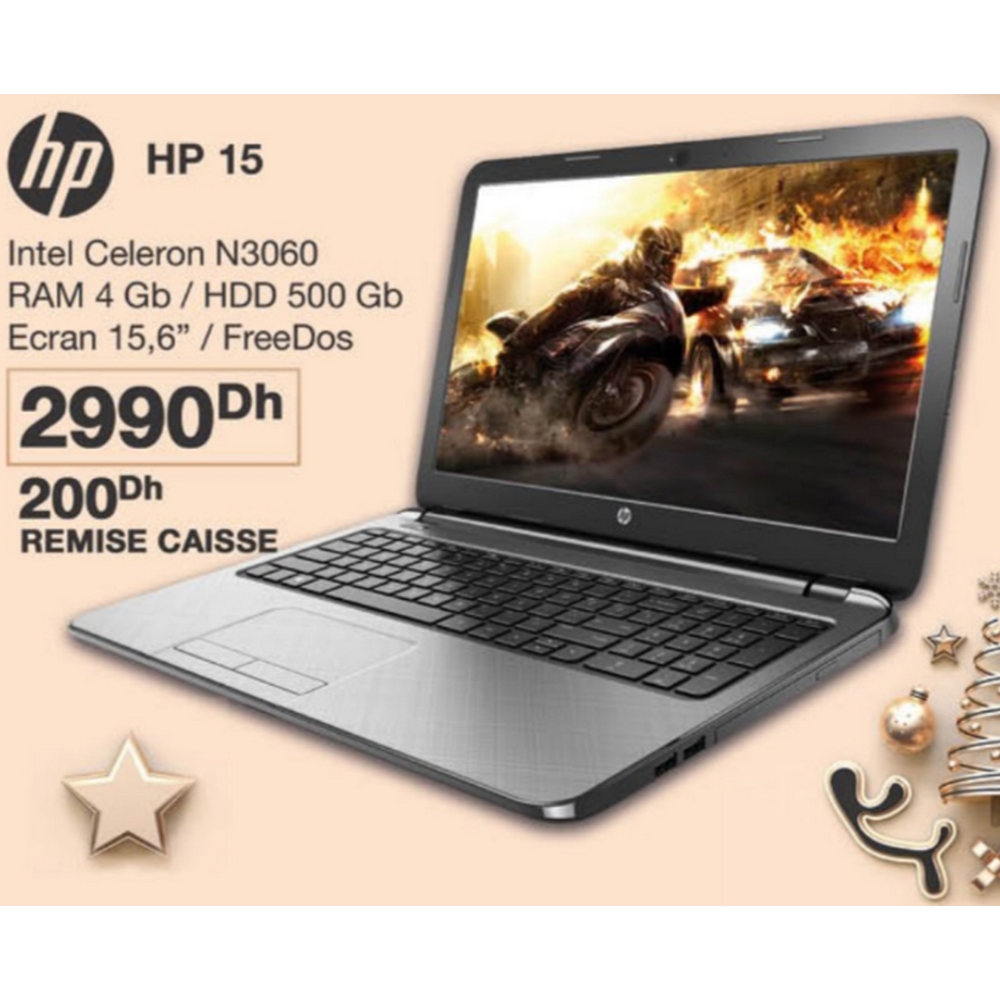 hp HP 15
Intel Celeron N3060
RAM 4 Gb / HDD 500 Gb
Ecran 15,6” / FreeDos
2990Dh
200Dh
REMISE CAISSE
hp